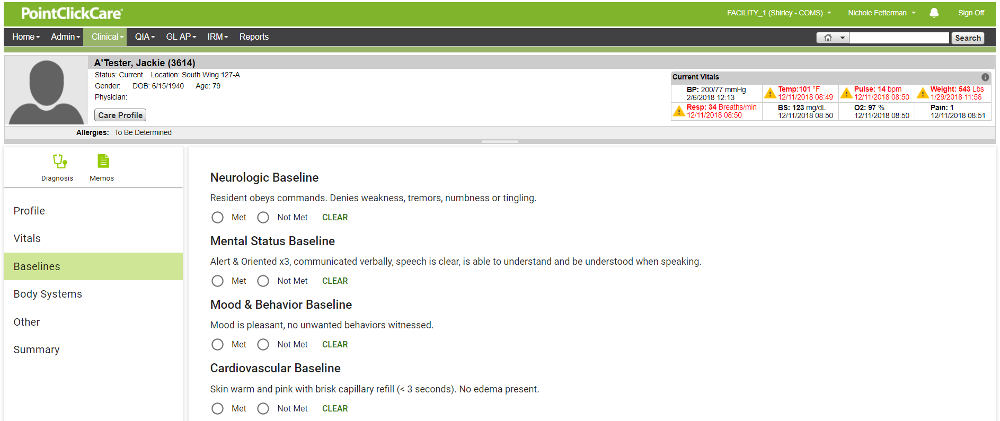 PointClickCare®
FACILITY_1 (Shirley - COMS)
Nichole Fetterman
Sign Off
Home
Admin
Clinical
QIA
GL AP
IRM
Reports
Search
A'Tester, Jackie (3614)
Status: Current Location: South Wing 127-A
Gender: DOB: 6/15/1940 Age: 79
Physician:
Care Profile
Current Vitals
BP: 200/77 mmHg
2/6/2018 12:13
Temp:101 °F
12/11/2018 08:49
Pulse: 14 bpm
12/11/2018 08:50
Weight: 543 Lbs
1/29/2018 11:56
Resp: 34 Breaths/min
12/11/2018 08:50
BS: 123 mg/dL
12/11/2018 08:50
O2: 97 %
12/11/2018 08:50
Pain: 1
12/11/2018 08:51
Allergies: To Be Determined
Diagnosis
Memos
Profile
Vitals
Baselines
Body Systems
Other
Summary
Neurologic Baseline
Resident obeys commands. Denies weakness, tremors, numbness or tingling.
Met Not Met CLEAR
Mental Status Baseline
Alert & Oriented x3, communicated verbally, speech is clear, is able to understand and be understood when speaking.
Met Not Met CLEAR
Mood & Behavior Baseline
Mood is pleasant, no unwanted behaviors witnessed.
Met Not Met CLEAR
Cardiovascular Baseline
Skin warm and pink with brisk capillary refill (< 3 seconds). No edema present.
Met Not Met CLEAR